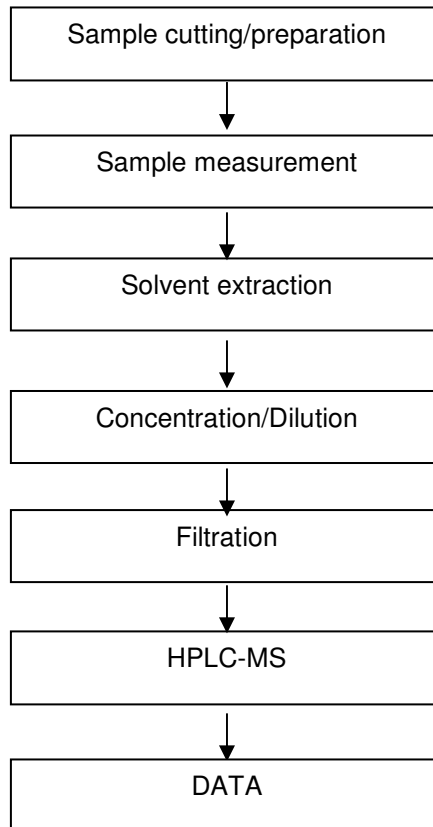 Sample cutting/preparation
Sample measurement
Solvent extraction
Concentration/Dilution
Filtration
HPLC-MS
DATA